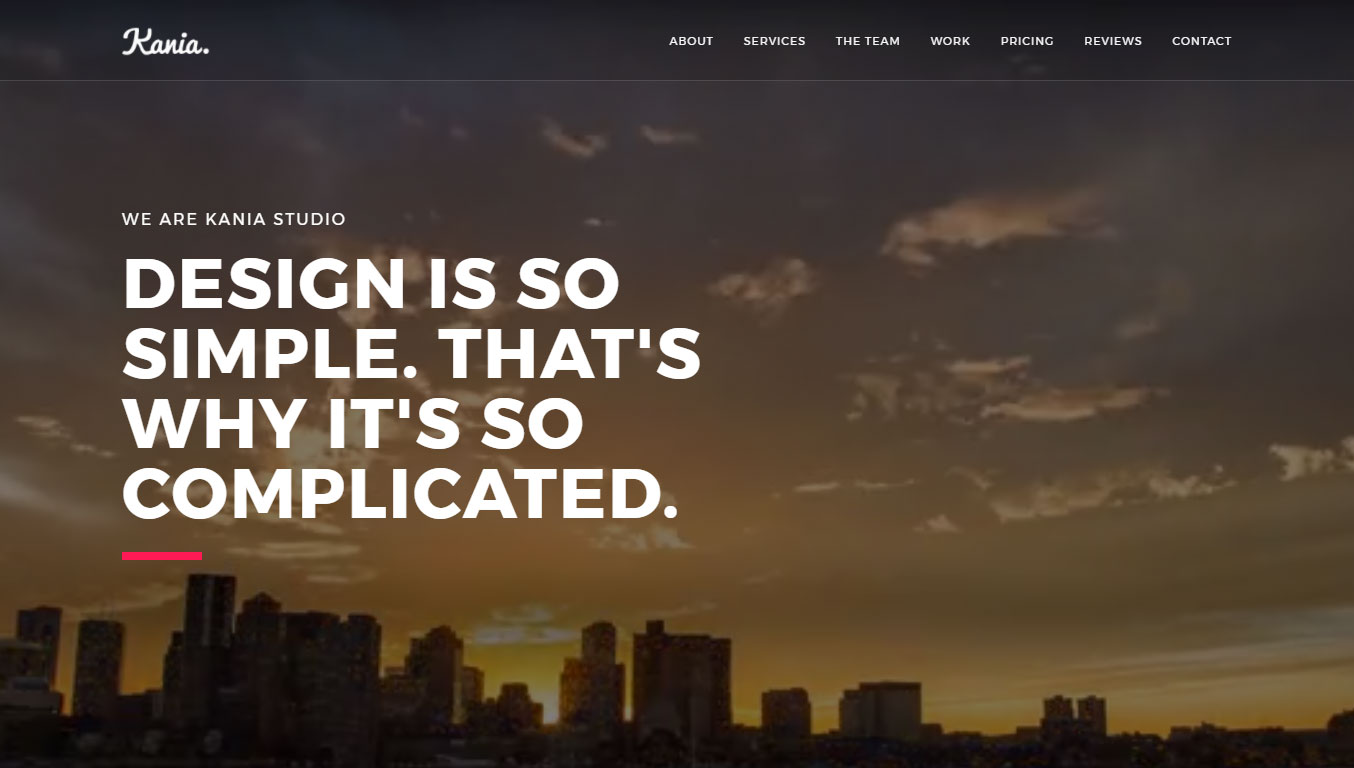 Kania.
ABOUT SERVICES THE TEAM WORK PRICING REVIEWS CONTACT
WE ARE KANIA STUDIO
DESIGN IS SO
SIMPLE. THAT'S
WHY IT'S SO
COMPLICATED.